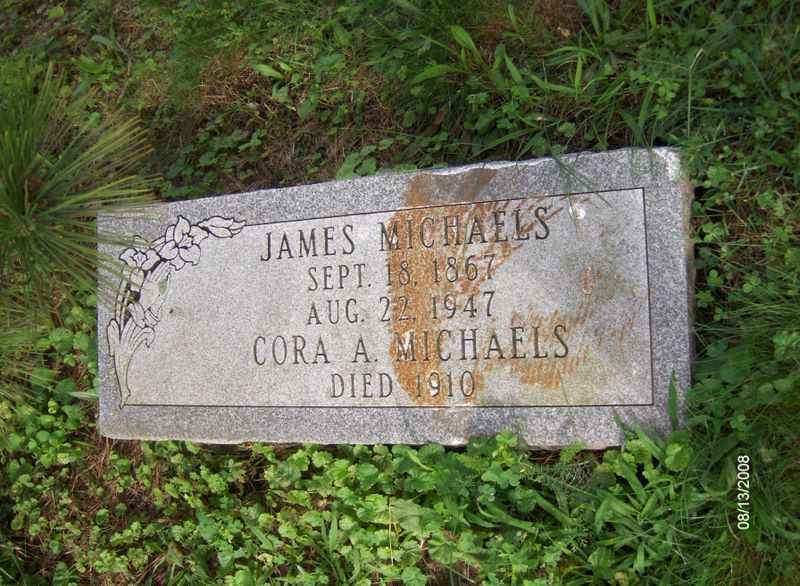 JAMES MICHAELS
SEPT. 18, 1867
AUG. 22, 1947
CORA A. MICHAELS
DIED 1910
08/13/2008